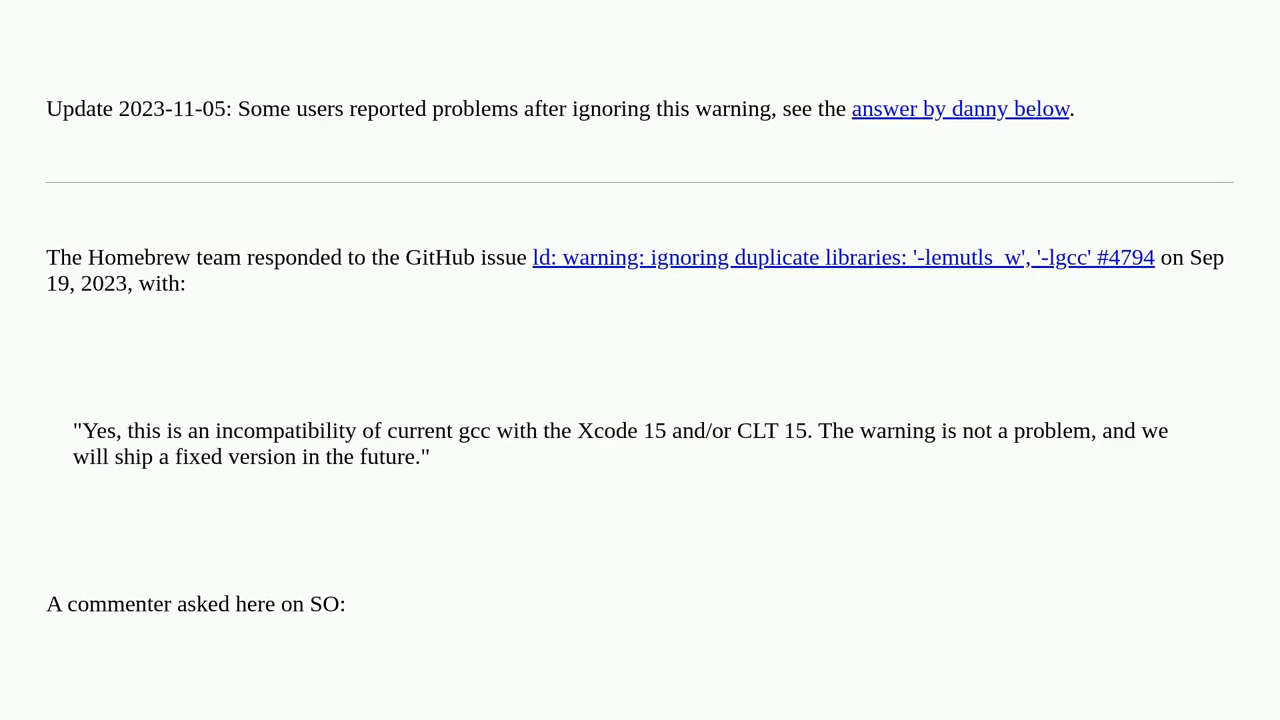 Update 2023-11-05: Some users reported problems after ignoring this warning, see the answer by danny below.
The Homebrew team responded to the GitHub issue ld: warning: ignoring duplicate libraries: '-lemutls_w', '-lgcc' #4794 on Sep
19, 2023, with:
"Yes, this is an incompatibility of current gcc with the Xcode 15 and/or CLT 15. The warning is not a problem, and we
will ship a fixed version in the future."
A commenter asked here on SO: